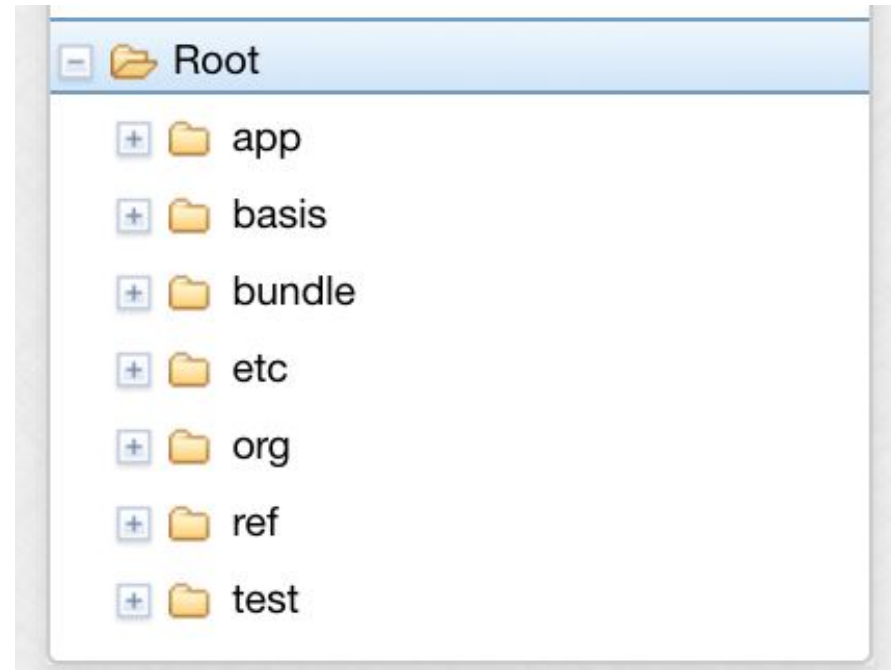 Root
app
basis
bundle
etc
org
ref
test